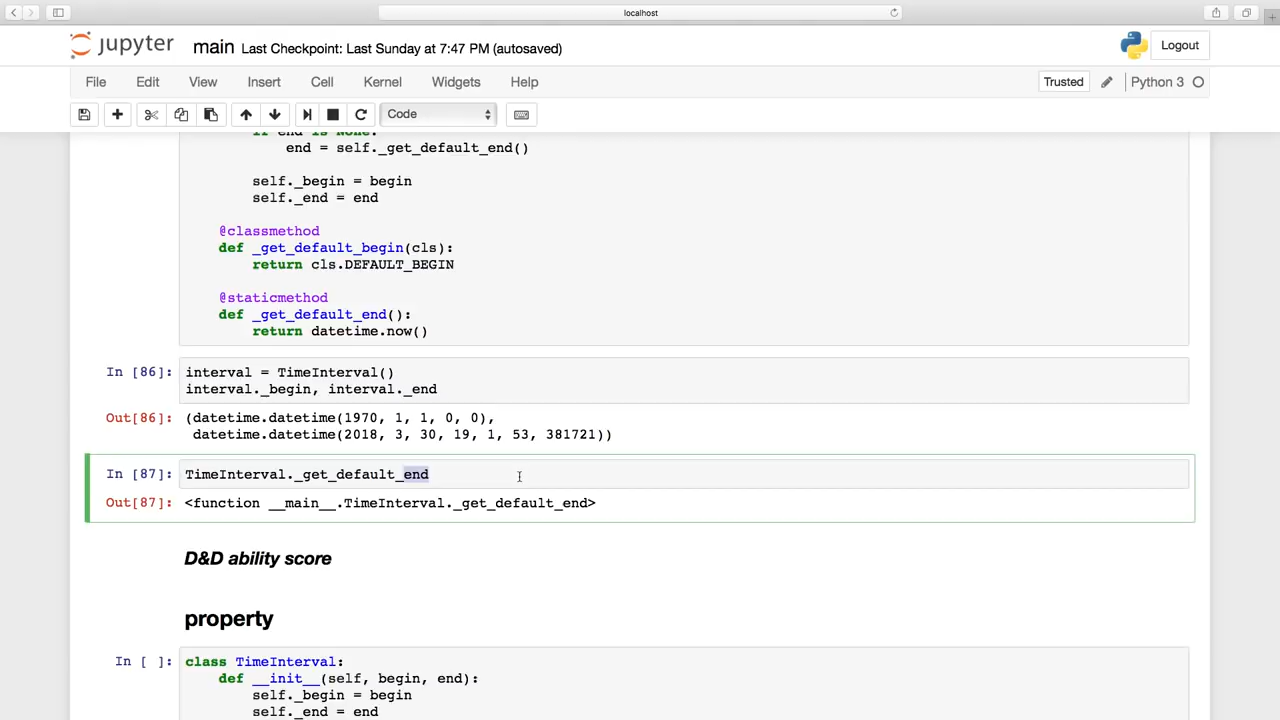 localhost
jupyter main Last Checkpoint: Last Sunday at 7:47 PM (autosaved) Logout
File Edit View Insert Cell Kernel Widgets Help Trusted Python 3
Code
if end is None:
end = self._get_default_end()
self._begin = begin
self._end = end
@classmethod
def _get_default_begin(cls):
return cls.DEFAULT_BEGIN
@staticmethod
def _get_default_end():
return datetime.now()
In [86]: interval = TimeInterval()
interval._begin, interval._end
Out[86]: (datetime.datetime(1970, 1, 1, 0, 0),
datetime.datetime(2018, 3, 30, 19, 1, 53, 381721))
In [87]: TimeInterval._get_default_end
Out[87]: <function __main__.TimeInterval._get_default_end>
D&D ability score
property
In [ ]: class TimeInterval:
def __init__(self, begin, end):
self._begin = begin
self._end = end